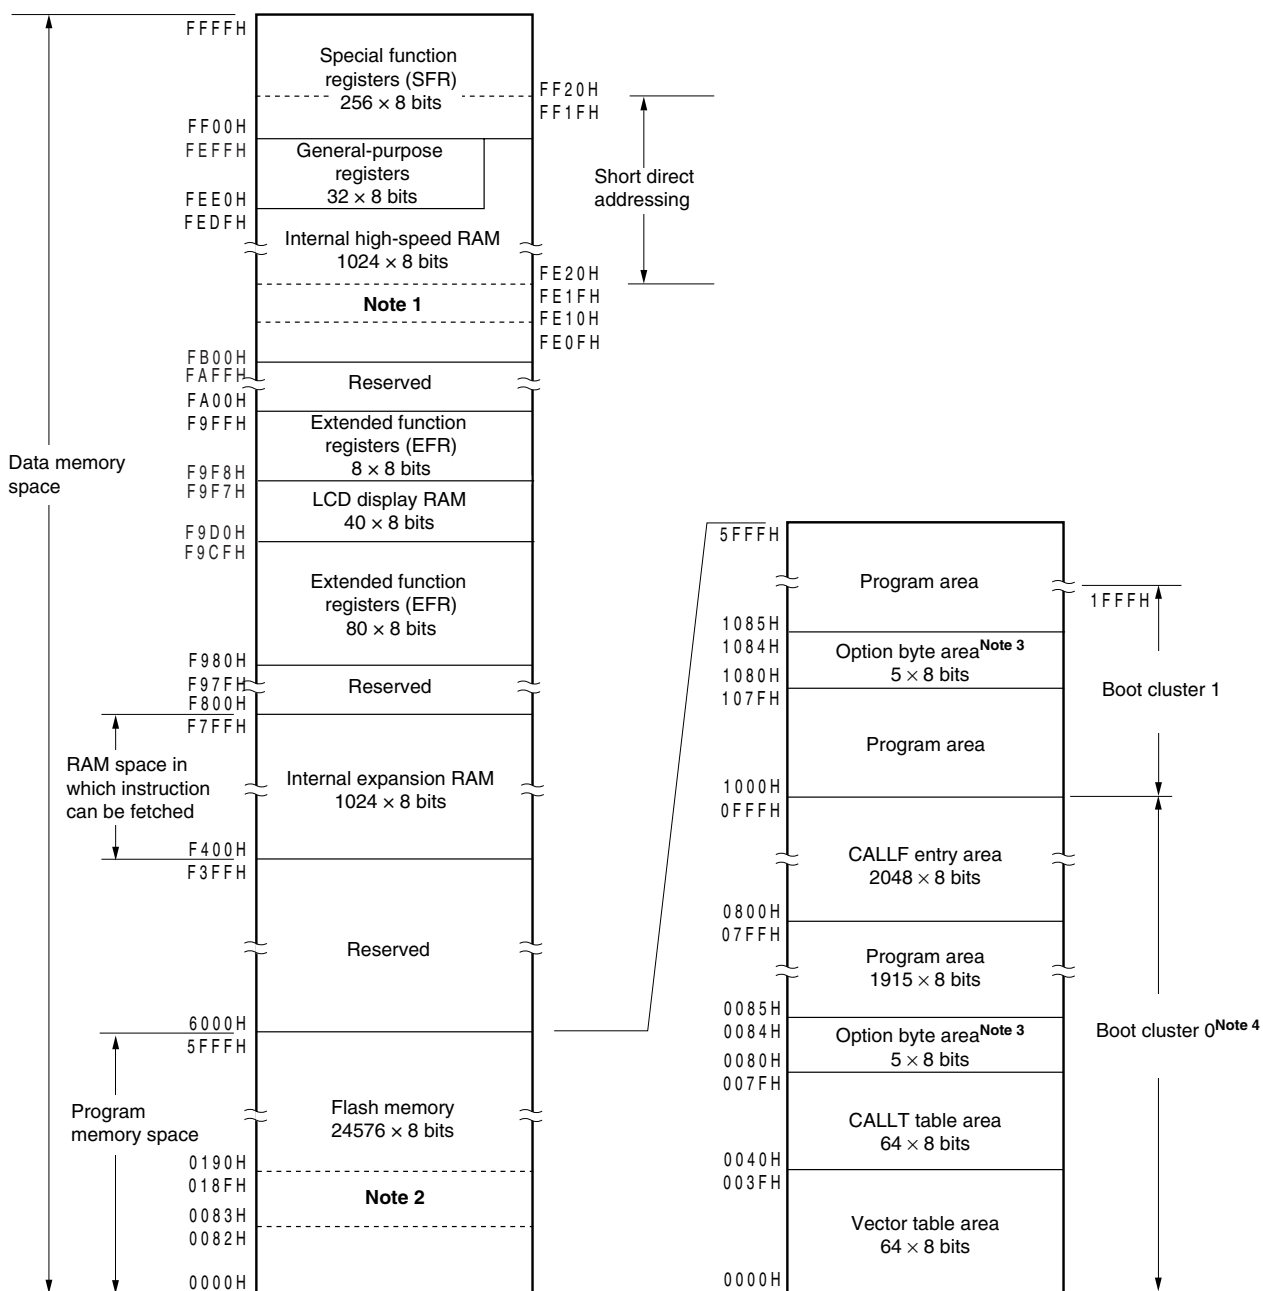 FFFFH
Special function
registers (SFR)
256 × 8 bits
FF20H
FF1FH
FF00H
FEFFH
General-purpose
registers
32 × 8 bits
Short direct
addressing
FEE0H
FEDFH
Internal high-speed RAM
1024 × 8 bits
FE20H
FE1FH
Note 1
FE10H
FE0FH
FB00H
FAFFH
Reserved
FA00H
F9FFH
Extended function
registers (EFR)
8 × 8 bits
Data memory
space
F9F8H
F9F7H
LCD display RAM
40 × 8 bits
F9D0H
F9CFH
Extended function
registers (EFR)
80 × 8 bits
F980H
F97FH
Reserved
F800H
F7FFH
RAM space in
which instruction
can be fetched
Internal expansion RAM
1024 × 8 bits
F400H
F3FFH
Reserved
6000H
5FFFH
Program
memory space
Flash memory
24576 × 8 bits
0190H
018FH
Note 2
0083H
0082H
0000H
5FFFH
Program area
1FFFH
1085H
1084H
Option byte area Note 3
5 × 8 bits
1080H
107FH
Boot cluster 1
Program area
1000H
0FFFH
CALLF entry area
2048 × 8 bits
0800H
07FFH
Program area
1915 × 8 bits
0085H
0084H
Option byte area Note 3
5 × 8 bits
Boot cluster 0 Note 4
0080H
007FH
CALLT table area
64 × 8 bits
0040H
003FH
Vector table area
64 × 8 bits
0000H